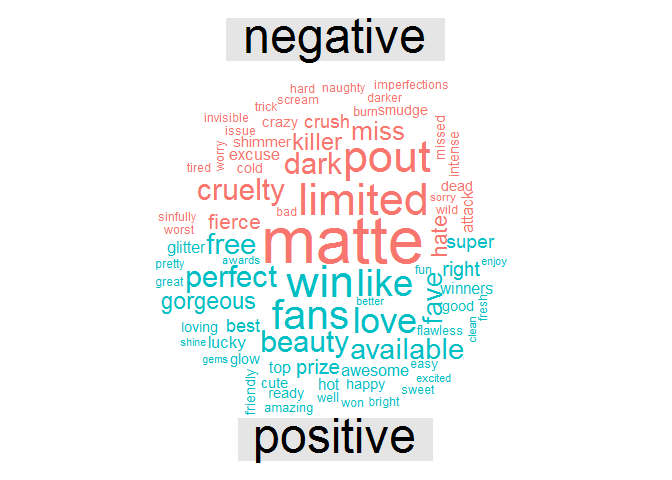 negative
hard naughty imperfections
scream darker
trick burn smudge
invisible crazy crush miss missed
issue shimmer killer intense
worry excuse dark pout
tired cold dead
cruelty limited sorry
bad wild attack
sinfully fierce matte hate
worst
glitter free super
pretty awards fun right enjoy
great perfect win like winners
gorgeous better fave good fresh
loving best fans love flawless clean
shine lucky beauty available
gems glow top prize awesome easy
friendly cute hot happy excited
ready well sweet
amazing won bright
positive